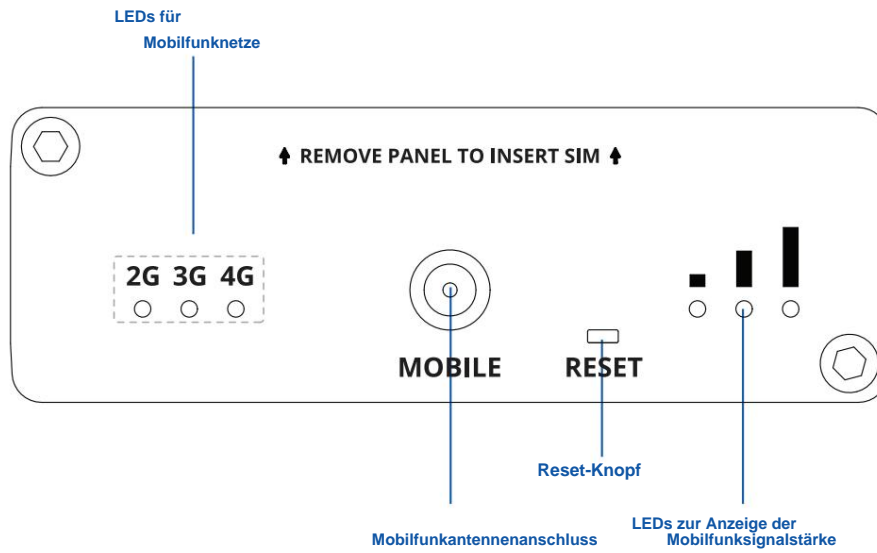 LEDs für
Mobilfunknetze
REMOVE PANEL TO INSERT SIM
2G 3G 4G
MOBILE
RESET
Reset-Knopf
Mobilfunkantennenanschluss
LEDs zur Anzeige der
Mobilfunksignalstärke